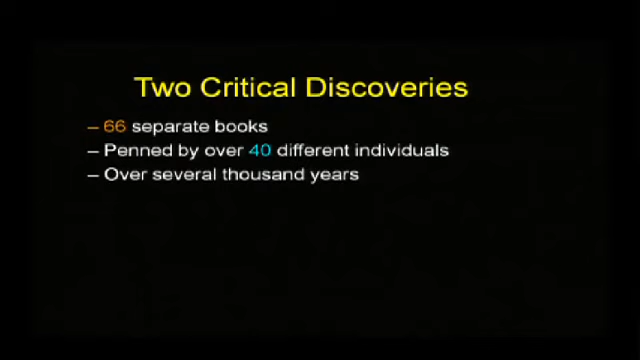 Two Critical Discoveries
– 66 separate books
– Penned by over 40 different individuals
– Over several thousand years